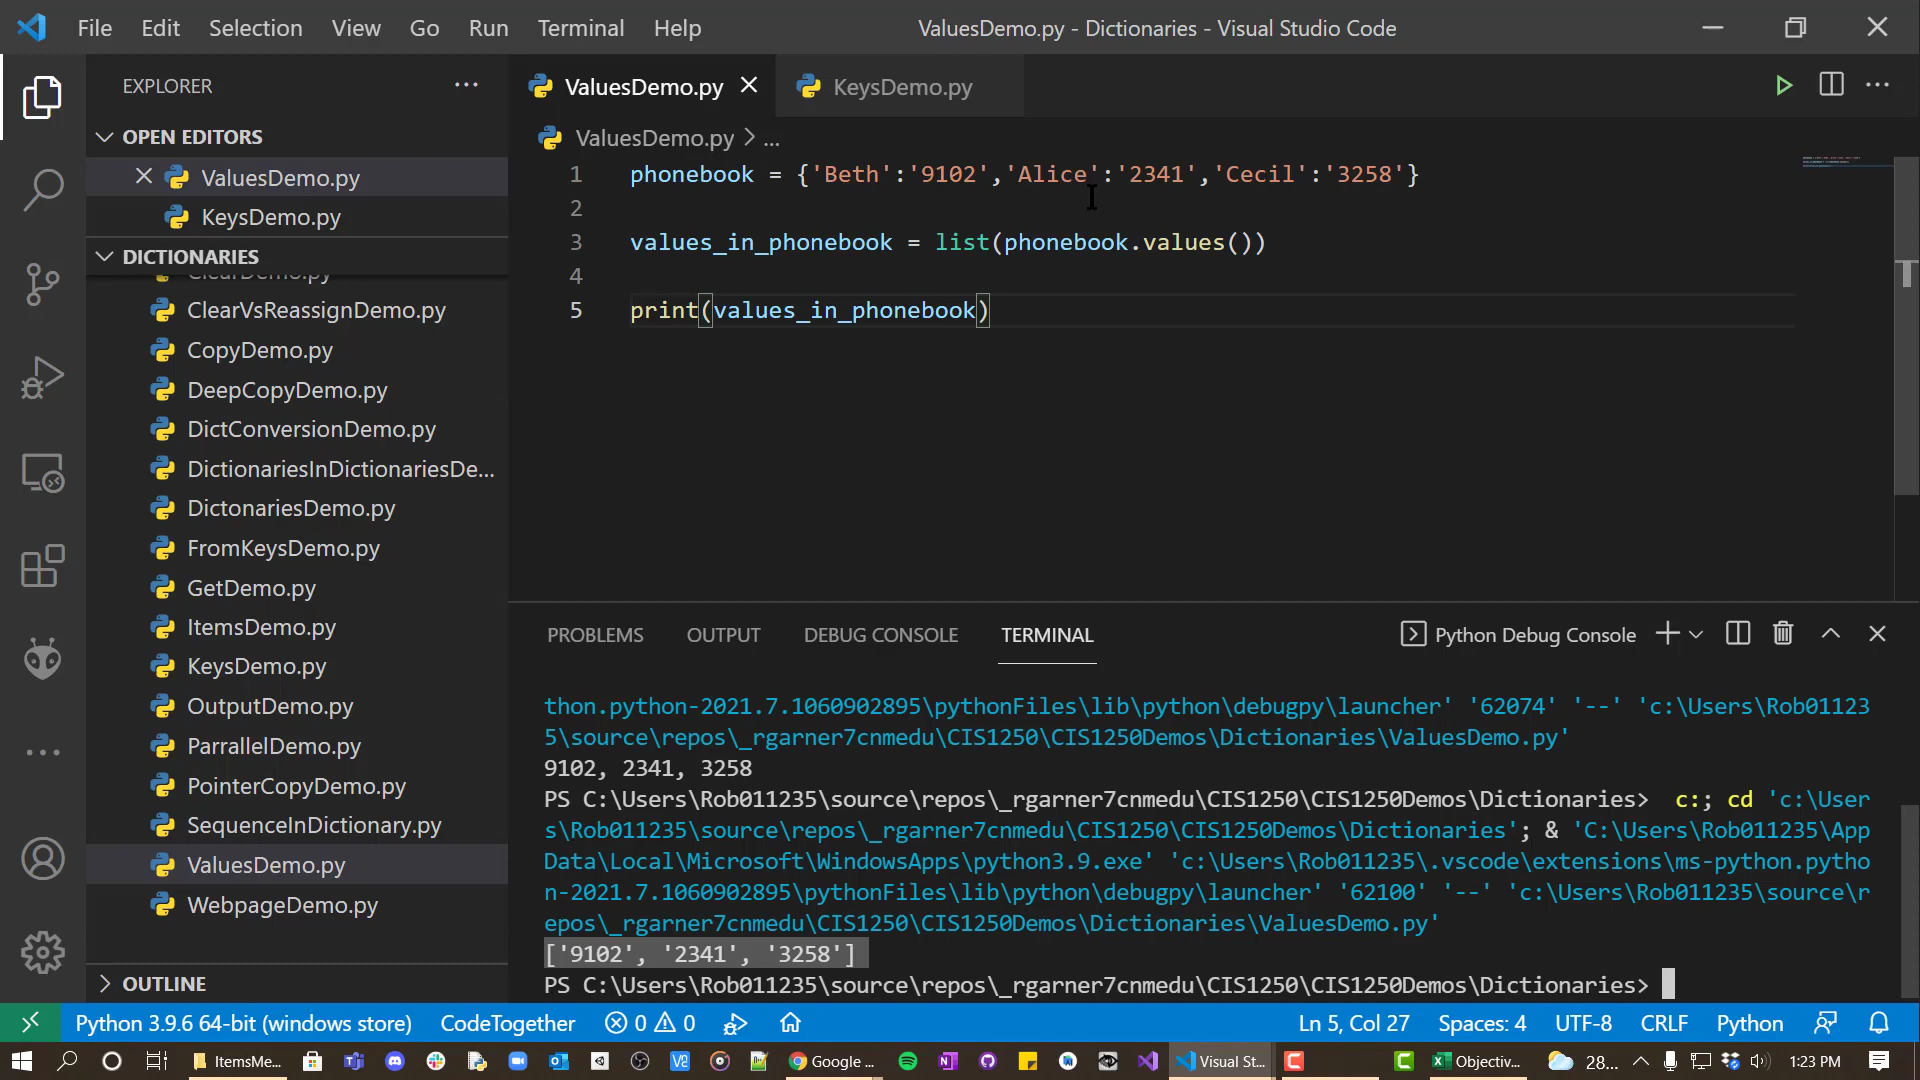 File Edit Selection View Go Run Terminal Help ValuesDemo.py - Dictionaries - Visual Studio Code
EXPLORER
OPEN EDITORS
ValuesDemo.py
KeysDemo.py
DICTIONARIES
ClearDemo.py
ClearVsReassignDemo.py
CopyDemo.py
DeepCopyDemo.py
DictConversionDemo.py
DictionariesInDictionariesDe...
DictonariesDemo.py
FromKeysDemo.py
GetDemo.py
ItemsDemo.py
KeysDemo.py
OutputDemo.py
ParrallelDemo.py
PointerCopyDemo.py
SequenceInDictionary.py
ValuesDemo.py
WebpageDemo.py
OUTLINE
ValuesDemo.py KeysDemo.py
ValuesDemo.py > ...
1 phonebook = {'Beth':'9102','Alice':'2341','Cecil':'3258'}
2
3 values_in_phonebook = list(phonebook.values())
4
5 print(values_in_phonebook)
PROBLEMS OUTPUT DEBUG CONSOLE TERMINAL Python Debug Console
thon.python-2021.7.1060902895\pythonFiles\lib\python\debugpy\launcher' '62074' '--' 'c:\Users\Rob01123
5\source\repos\_rgarner7cnmedu\CIS1250\CIS1250Demos\Dictionaries\ValuesDemo.py'
9102, 2341, 3258
PS C:\Users\Rob011235\source\repos\_rgarner7cnmedu\CIS1250\CIS1250Demos\Dictionaries> c:; cd 'c:\User
s\Rob011235\source\repos\_rgarner7cnmedu\CIS1250\CIS1250Demos\Dictionaries'; & 'C:\Users\Rob011235\App
Data\Local\Microsoft\WindowsApps\python3.9.exe' 'c:\Users\Rob011235\.vscode\extensions\ms-python.pytho
n-2021.7.1060902895\pythonFiles\lib\python\debugpy\launcher' '62100' '--' 'c:\Users\Rob011235\source\r
epos\_rgarner7cnmedu\CIS1250\CIS1250Demos\Dictionaries\ValuesDemo.py'
['9102', '2341', '3258']
PS C:\Users\Rob011235\source\repos\_rgarner7cnmedu\CIS1250\CIS1250Demos\Dictionaries>
Python 3.9.6 64-bit (windows store) CodeTogether 0 0 Ln 5, Col 27 Spaces: 4 UTF-8 CRLF Python
ItemsMe... Google ... Visual St... Objectiv... 28... 1:23 PM